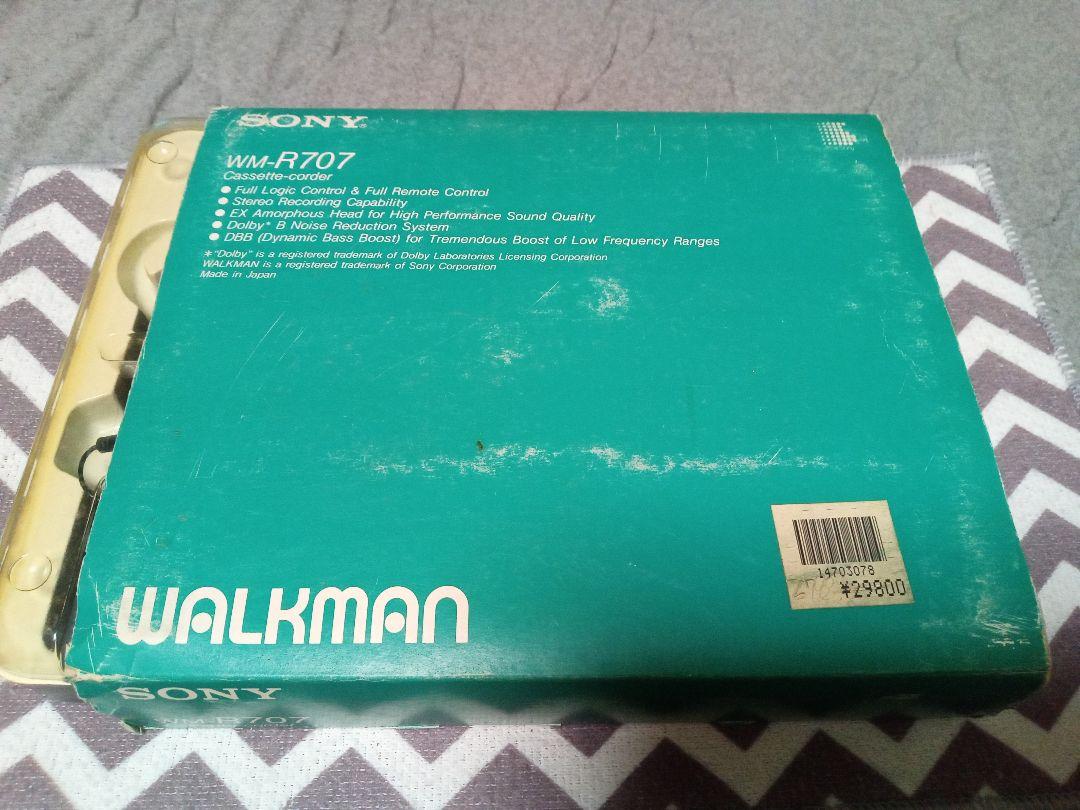 SONY®
WM-R707
Cassette-corder
● Full Logic Control & Full Remote Control
● Stereo Recording Capability
● EX Amorphous Head for High Performance Sound Quality
● Dolby* B Noise Reduction System
● DBB (Dynamic Bass Boost) for Tremendous Boost of Low Frequency Ranges
*"Dolby" is a registered trademark of Dolby Laboratories Licensing Corporation
WALKMAN is a registered trademark of Sony Corporation
Made in Japan
14703078
¥29800
WALKMAN
SONY
WM-R707